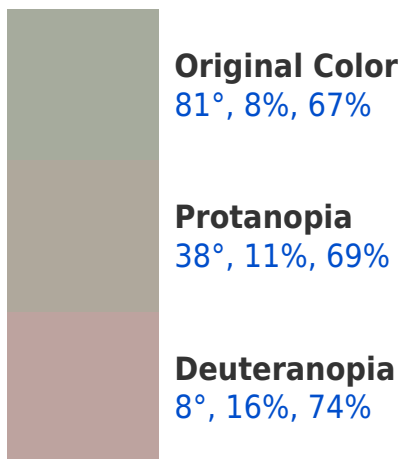 Original Color
81°, 8%, 67%
Protanopia
38°, 11%, 69%
Deuteranopia
8°, 16%, 74%